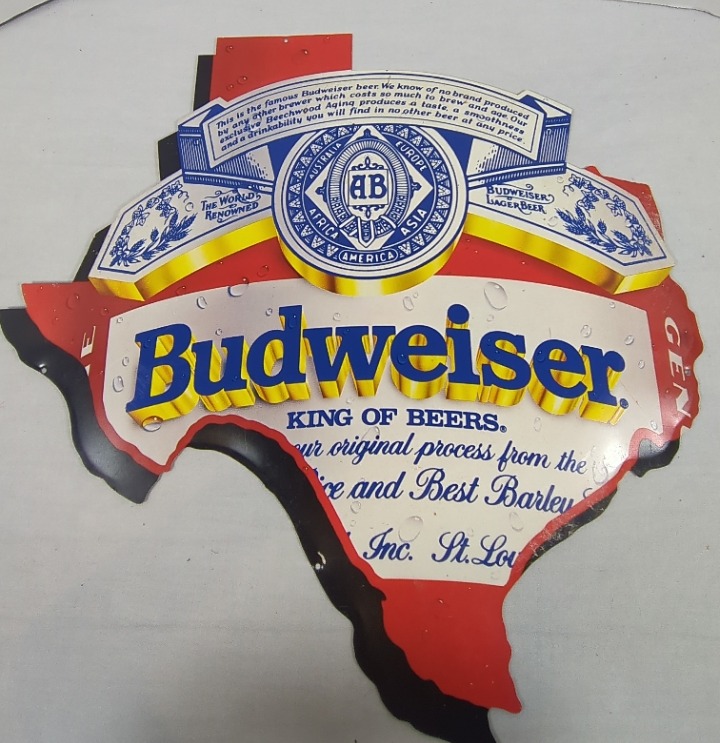 This is the famous Budweiser beer. We know of no brand produced
by any other brewer which costs so much to brew and age. Our
exclusive Beechwood Aging produces a taste, a smoothness
and a drinkability you will find in no other beer at any price.
AUSTRALIA EUROPE
AB
AFRICA ASIA
AMERICA
THE WORLD
RENOWNED
BUDWEISER
LAGER BEER
GEN
Budweiser®
KING OF BEERS®
our original process from the
ice and Best Barley
Inc. St. Lou